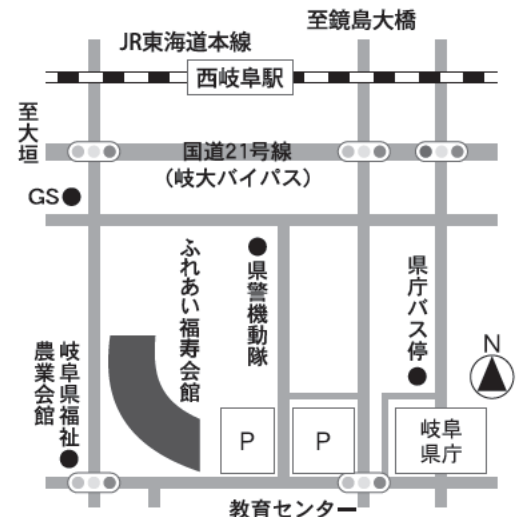 至鏡島大橋
JR東海道本線
西岐阜駅
至大垣
国道21号線
（岐大バイパス）
GS
ふれあい福寿会館
県警機動隊
県庁バス停
N
岐阜県福祉
農業会館
P
P
岐阜
県庁
教育センター